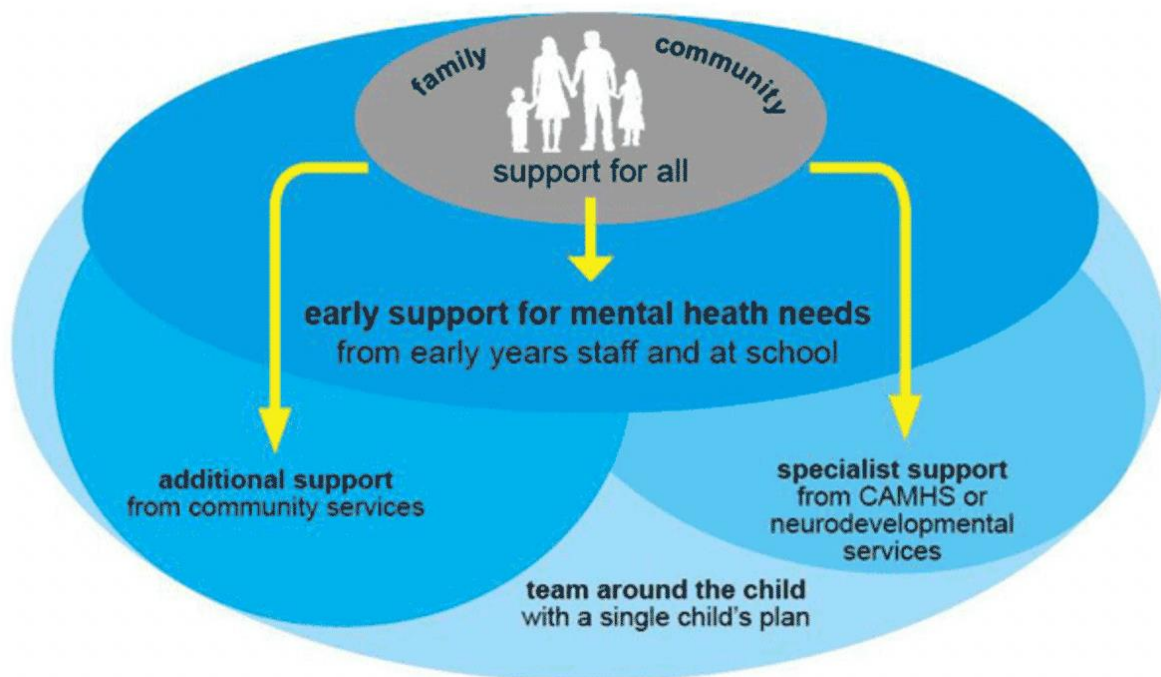 family
community
support for all
early support for mental heath needs
from early years staff and at school
additional support
from community services
specialist support
from CAMHS or
neurodevelopmental
services
team around the child
with a single child's plan